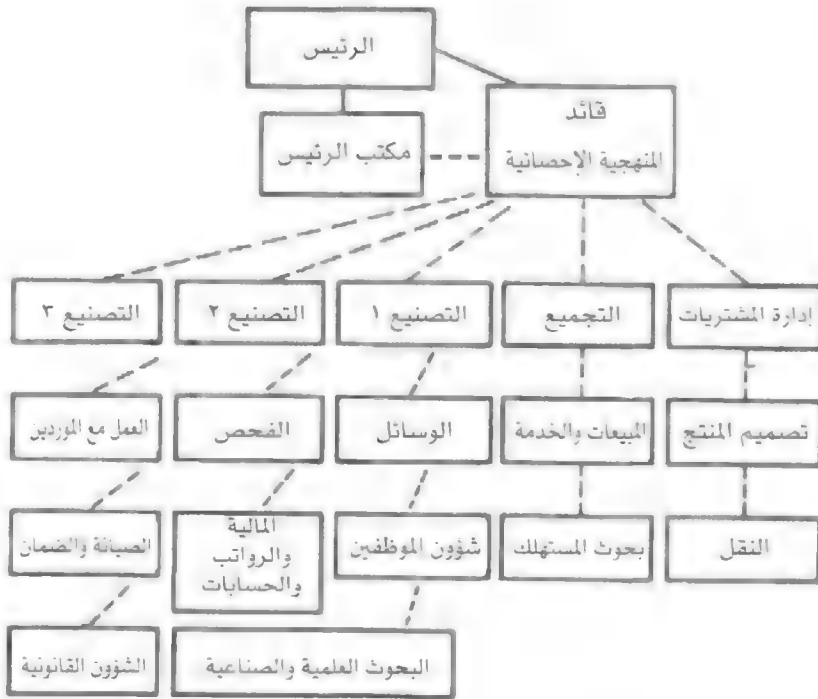 الرئيس
قائد
المنهجية الإحصائية
مكتب الرئيس
إدارة المشتريات
التجميع
التصنيع ١
التصنيع ٢
التصنيع ٣
تصميم المنتج
المبيعات والخدمة
الوسائل
الفحص
العمل مع الموردين
النقل
بحوث المستهلك
شؤون الموظفين
المالية
والرواتب
والحسابات
الصيانة والضمان
البحوث العلمية والصناعية
الشؤون القانونية